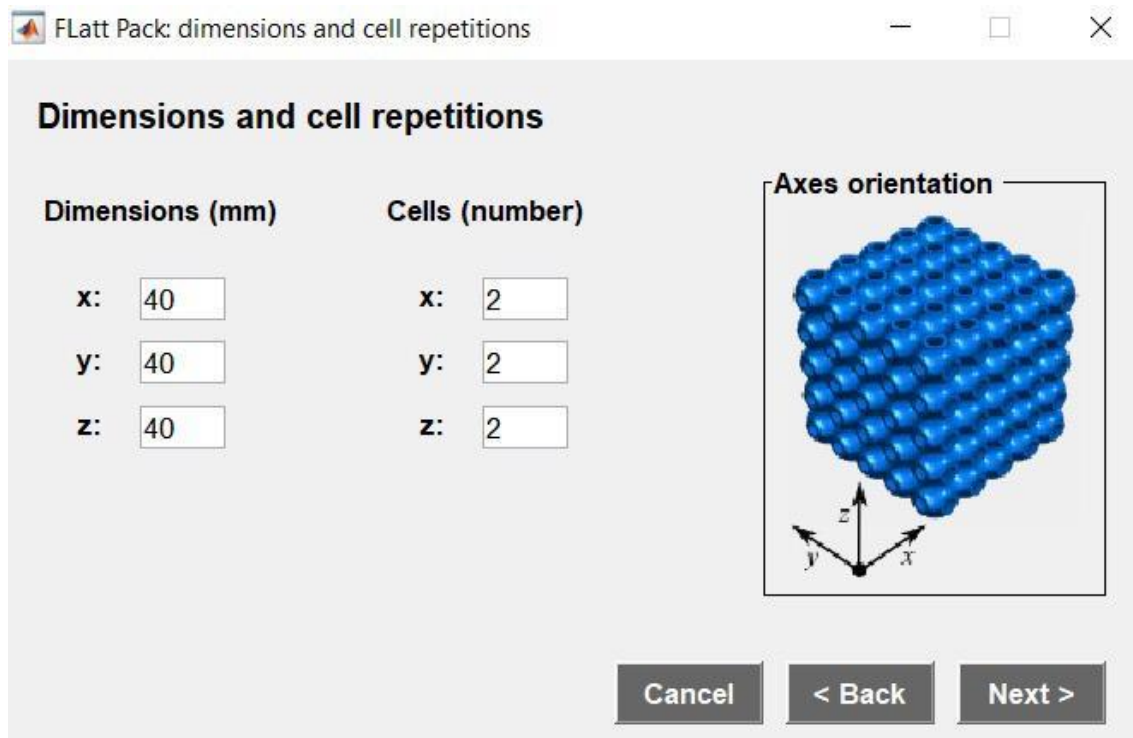 FLatt Pack: dimensions and cell repetitions
Dimensions and cell repetitions
Dimensions (mm)
x: 40
y: 40
z: 40
Cells (number)
x: 2
y: 2
z: 2
Axes orientation
z
y
x
Cancel
< Back
Next >